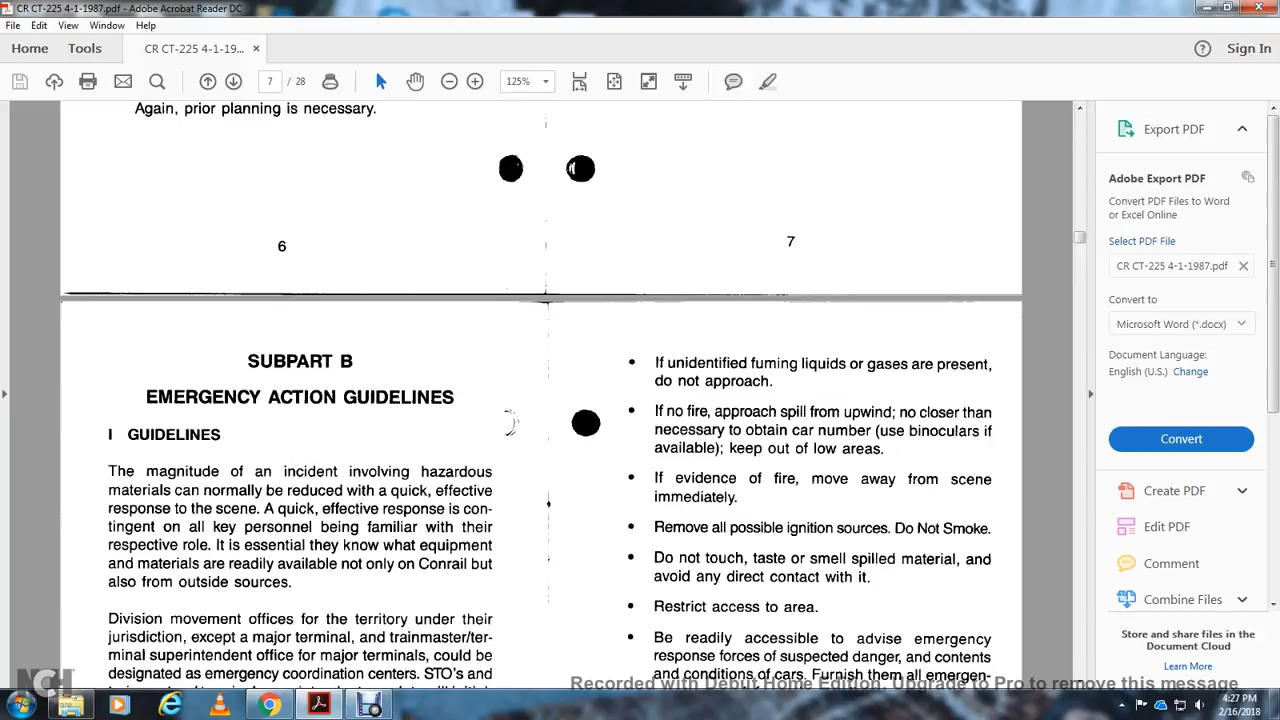 CR CT-225 4-1-1987.pdf - Adobe Acrobat Reader DC
File Edit View Window Help
Home Tools CR CT-225 4-1-19... × Sign In
7 / 28 125%
Again, prior planning is necessary.
6
7
SUBPART B
EMERGENCY ACTION GUIDELINES
I GUIDELINES
The magnitude of an incident involving hazardous
materials can normally be reduced with a quick, effective
response to the scene. A quick, effective response is con-
tingent on all key personnel being familiar with their
respective role. It is essential they know what equipment
and materials are readily available not only on Conrail but
also from outside sources.
Division movement offices for the territory under their
jurisdiction, except a major terminal, and trainmaster/ter-
minal superintendent office for major terminals, could be
designated as emergency coordination centers. STO's and
• If unidentified fuming liquids or gases are present,
do not approach.
• If no fire, approach spill from upwind; no closer than
necessary to obtain car number (use binoculars if
available); keep out of low areas.
• If evidence of fire, move away from scene
immediately.
• Remove all possible ignition sources. Do Not Smoke.
• Do not touch, taste or smell spilled material, and
avoid any direct contact with it.
• Restrict access to area.
• Be readily accessible to advise emergency
response forces of suspected danger, and contents
and conditions of cars. Furnish them all emergen-
Export PDF
Adobe Export PDF
Convert PDF Files to Word
or Excel Online
Select PDF File
CR CT-225 4-1-1987.pdf ×
Convert to
Microsoft Word (*.docx)
Document Language:
English (U.S.) Change
Convert
Create PDF
Edit PDF
Comment
Combine Files
Store and share files in the
Document Cloud
Learn More
NCH
Recorded with Debut Home Edition. Upgrade to Pro to remove this message
4:27 PM
2/16/2018